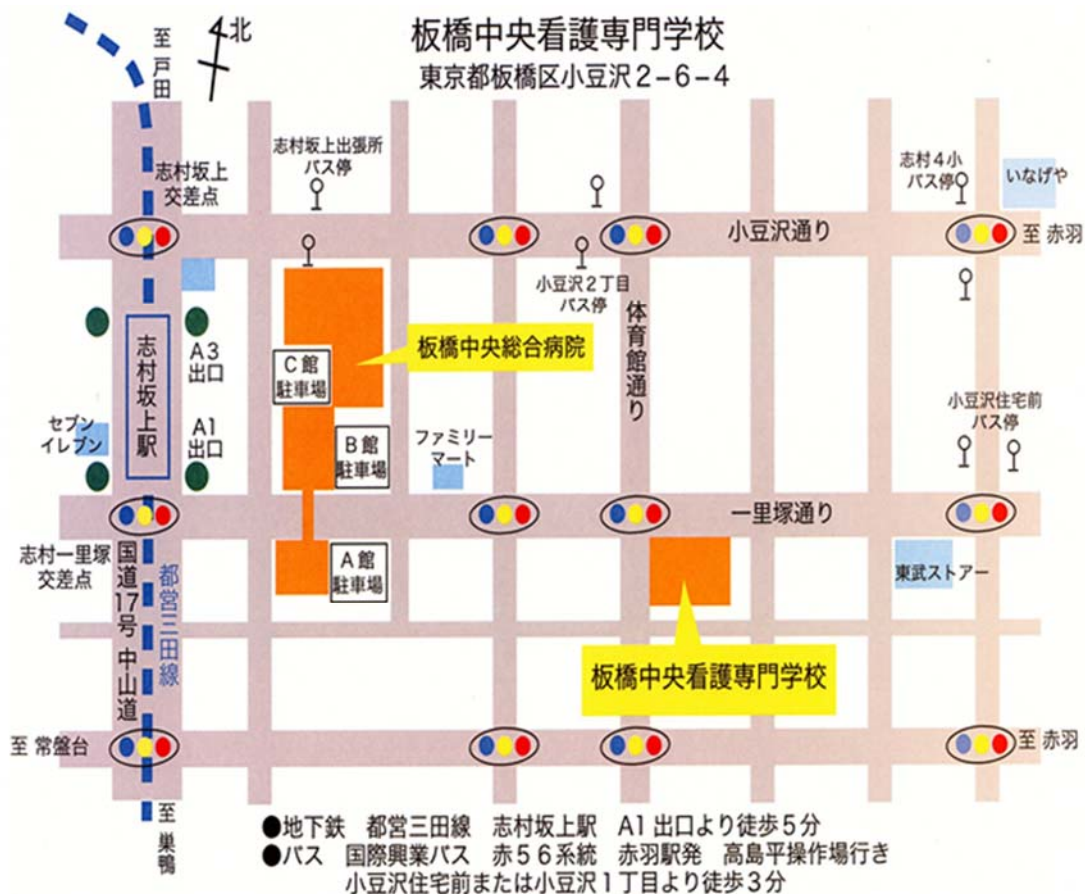 板橋中央看護専門学校
東京都板橋区小豆沢2-6-4
至 戸田
北
志村坂上
交差点
志村坂上出張所
バス停
志村4小
バス停
いなげや
小豆沢通り
至 赤羽
小豆沢2丁目
バス停
体育館通り
志村坂上駅
A3
出口
C館
駐車場
板橋中央総合病院
セブン
イレブン
A1
出口
B館
駐車場
ファミリー
マート
小豆沢住宅前
バス停
一里塚通り
志村一里塚
交差点
国道17号 中山道
都営三田線
A館
駐車場
東武ストアー
板橋中央看護専門学校
至 常盤台
至 赤羽
至 巣鴨
●地下鉄 都営三田線 志村坂上駅 A1出口より徒歩5分
●バス 国際興業バス 赤56系統 赤羽駅発 高島平操作場行き
小豆沢住宅前または小豆沢1丁目より徒歩3分